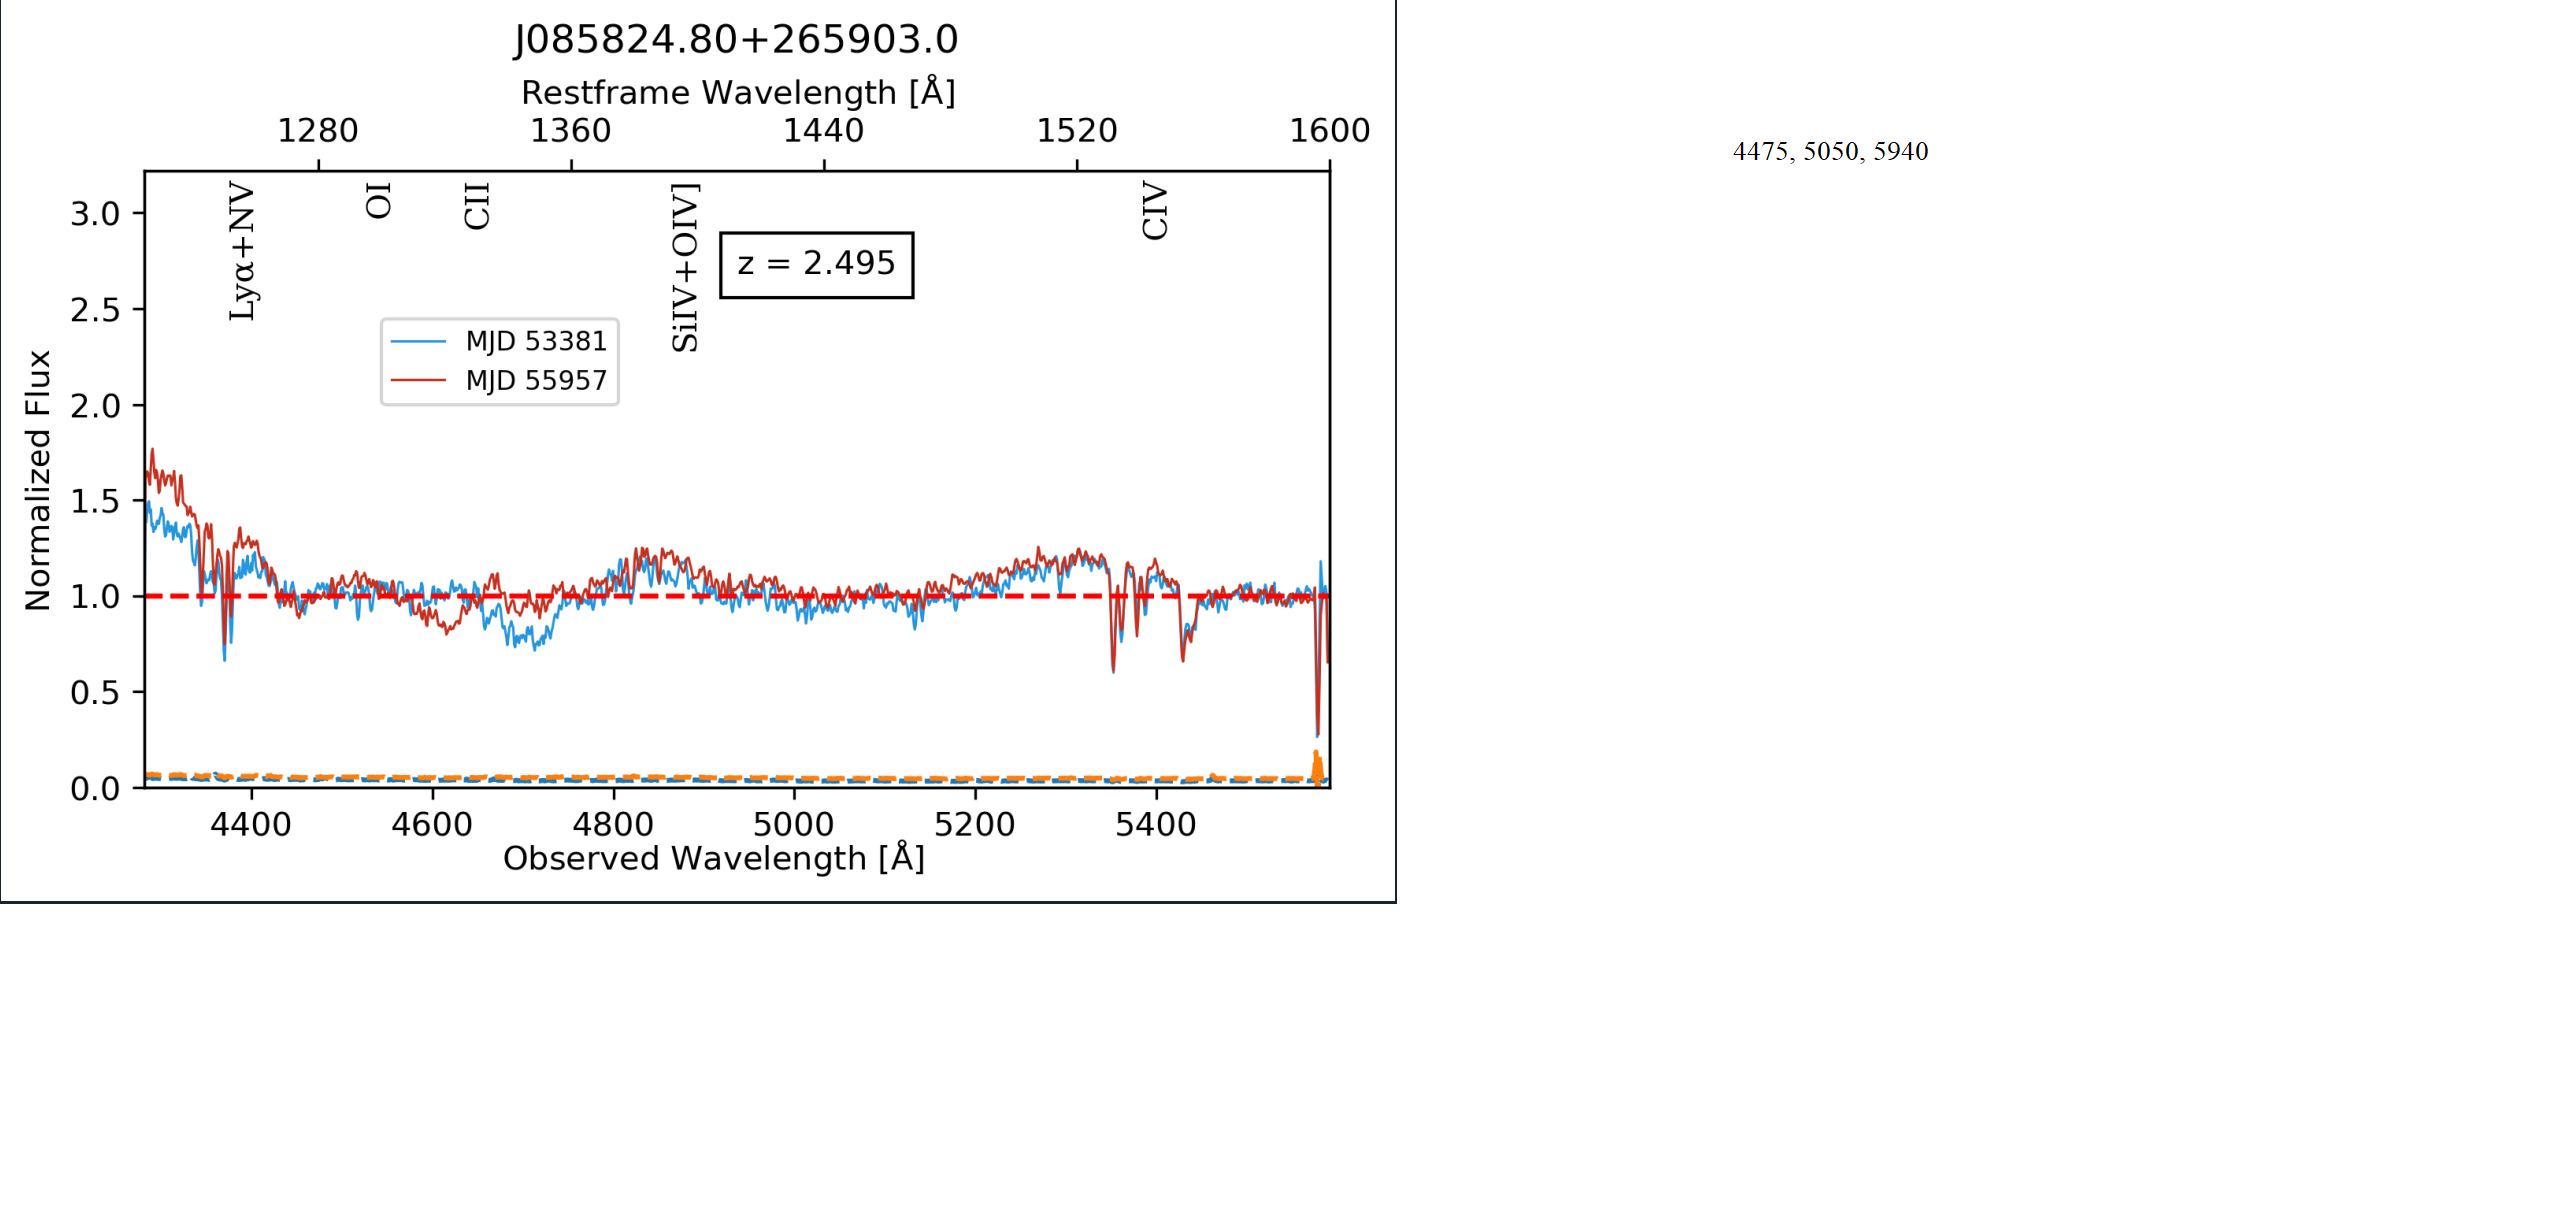 J085824.80+265903.0
Restframe Wavelength [Å]
1280 1360 1440 1520 1600
4475, 5050, 5940
Lyα+NV
OI
CII
SiIV+OIV]
CIV
z = 2.495
MJD 53381
MJD 55957
Normalized Flux
3.0
2.5
2.0
1.5
1.0
0.5
0.0
4400 4600 4800 5000 5200 5400
Observed Wavelength [Å]